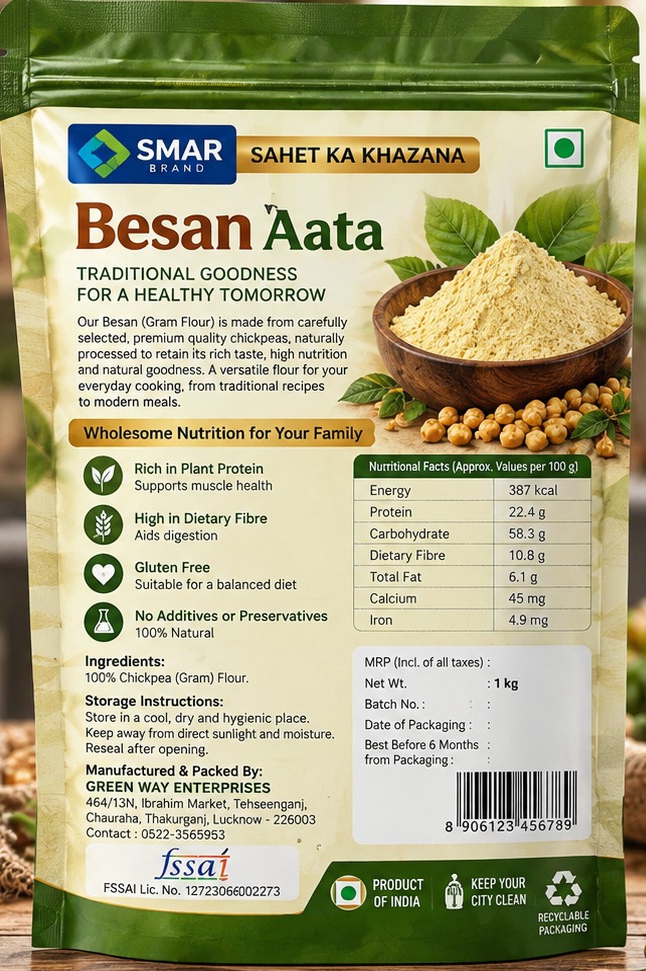 SMAR
BRAND
SAHET KA KHAZANA
Besan Aata
TRADITIONAL GOODNESS
FOR A HEALTHY TOMORROW
Our Besan (Gram Flour) is made from carefully
selected, premium quality chickpeas, naturally
processed to retain its rich taste, high nutrition
and natural goodness. A versatile flour for your
everyday cooking, from traditional recipes
to modern meals.
Wholesome Nutrition for Your Family
Rich in Plant Protein
Supports muscle health
High in Dietary Fibre
Aids digestion
Gluten Free
Suitable for a balanced diet
No Additives or Preservatives
100% Natural
Nutritional Facts (Approx. Values per 100 g)
Energy 387 kcal
Protein 22.4 g
Carbohydrate 58.3 g
Dietary Fibre 10.8 g
Total Fat 6.1 g
Calcium 45 mg
Iron 4.9 mg
Ingredients:
100% Chickpea (Gram) Flour.
Storage Instructions:
Store in a cool, dry and hygienic place.
Keep away from direct sunlight and moisture.
Reseal after opening.
Manufactured & Packed By:
GREEN WAY ENTERPRISES
464/13N, Ibrahim Market, Tehseenganj,
Chauraha, Thakurganj, Lucknow - 226003
Contact : 0522-3565953
fssai
FSSAI Lic. No. 12723066002273
MRP (Incl. of all taxes) :
Net Wt. : 1 kg
Batch No. : :
Date of Packaging : :
Best Before 6 Months :
from Packaging : :
8 906123 456789
PRODUCT
OF INDIA
KEEP YOUR
CITY CLEAN
RECYCLABLE
PACKAGING